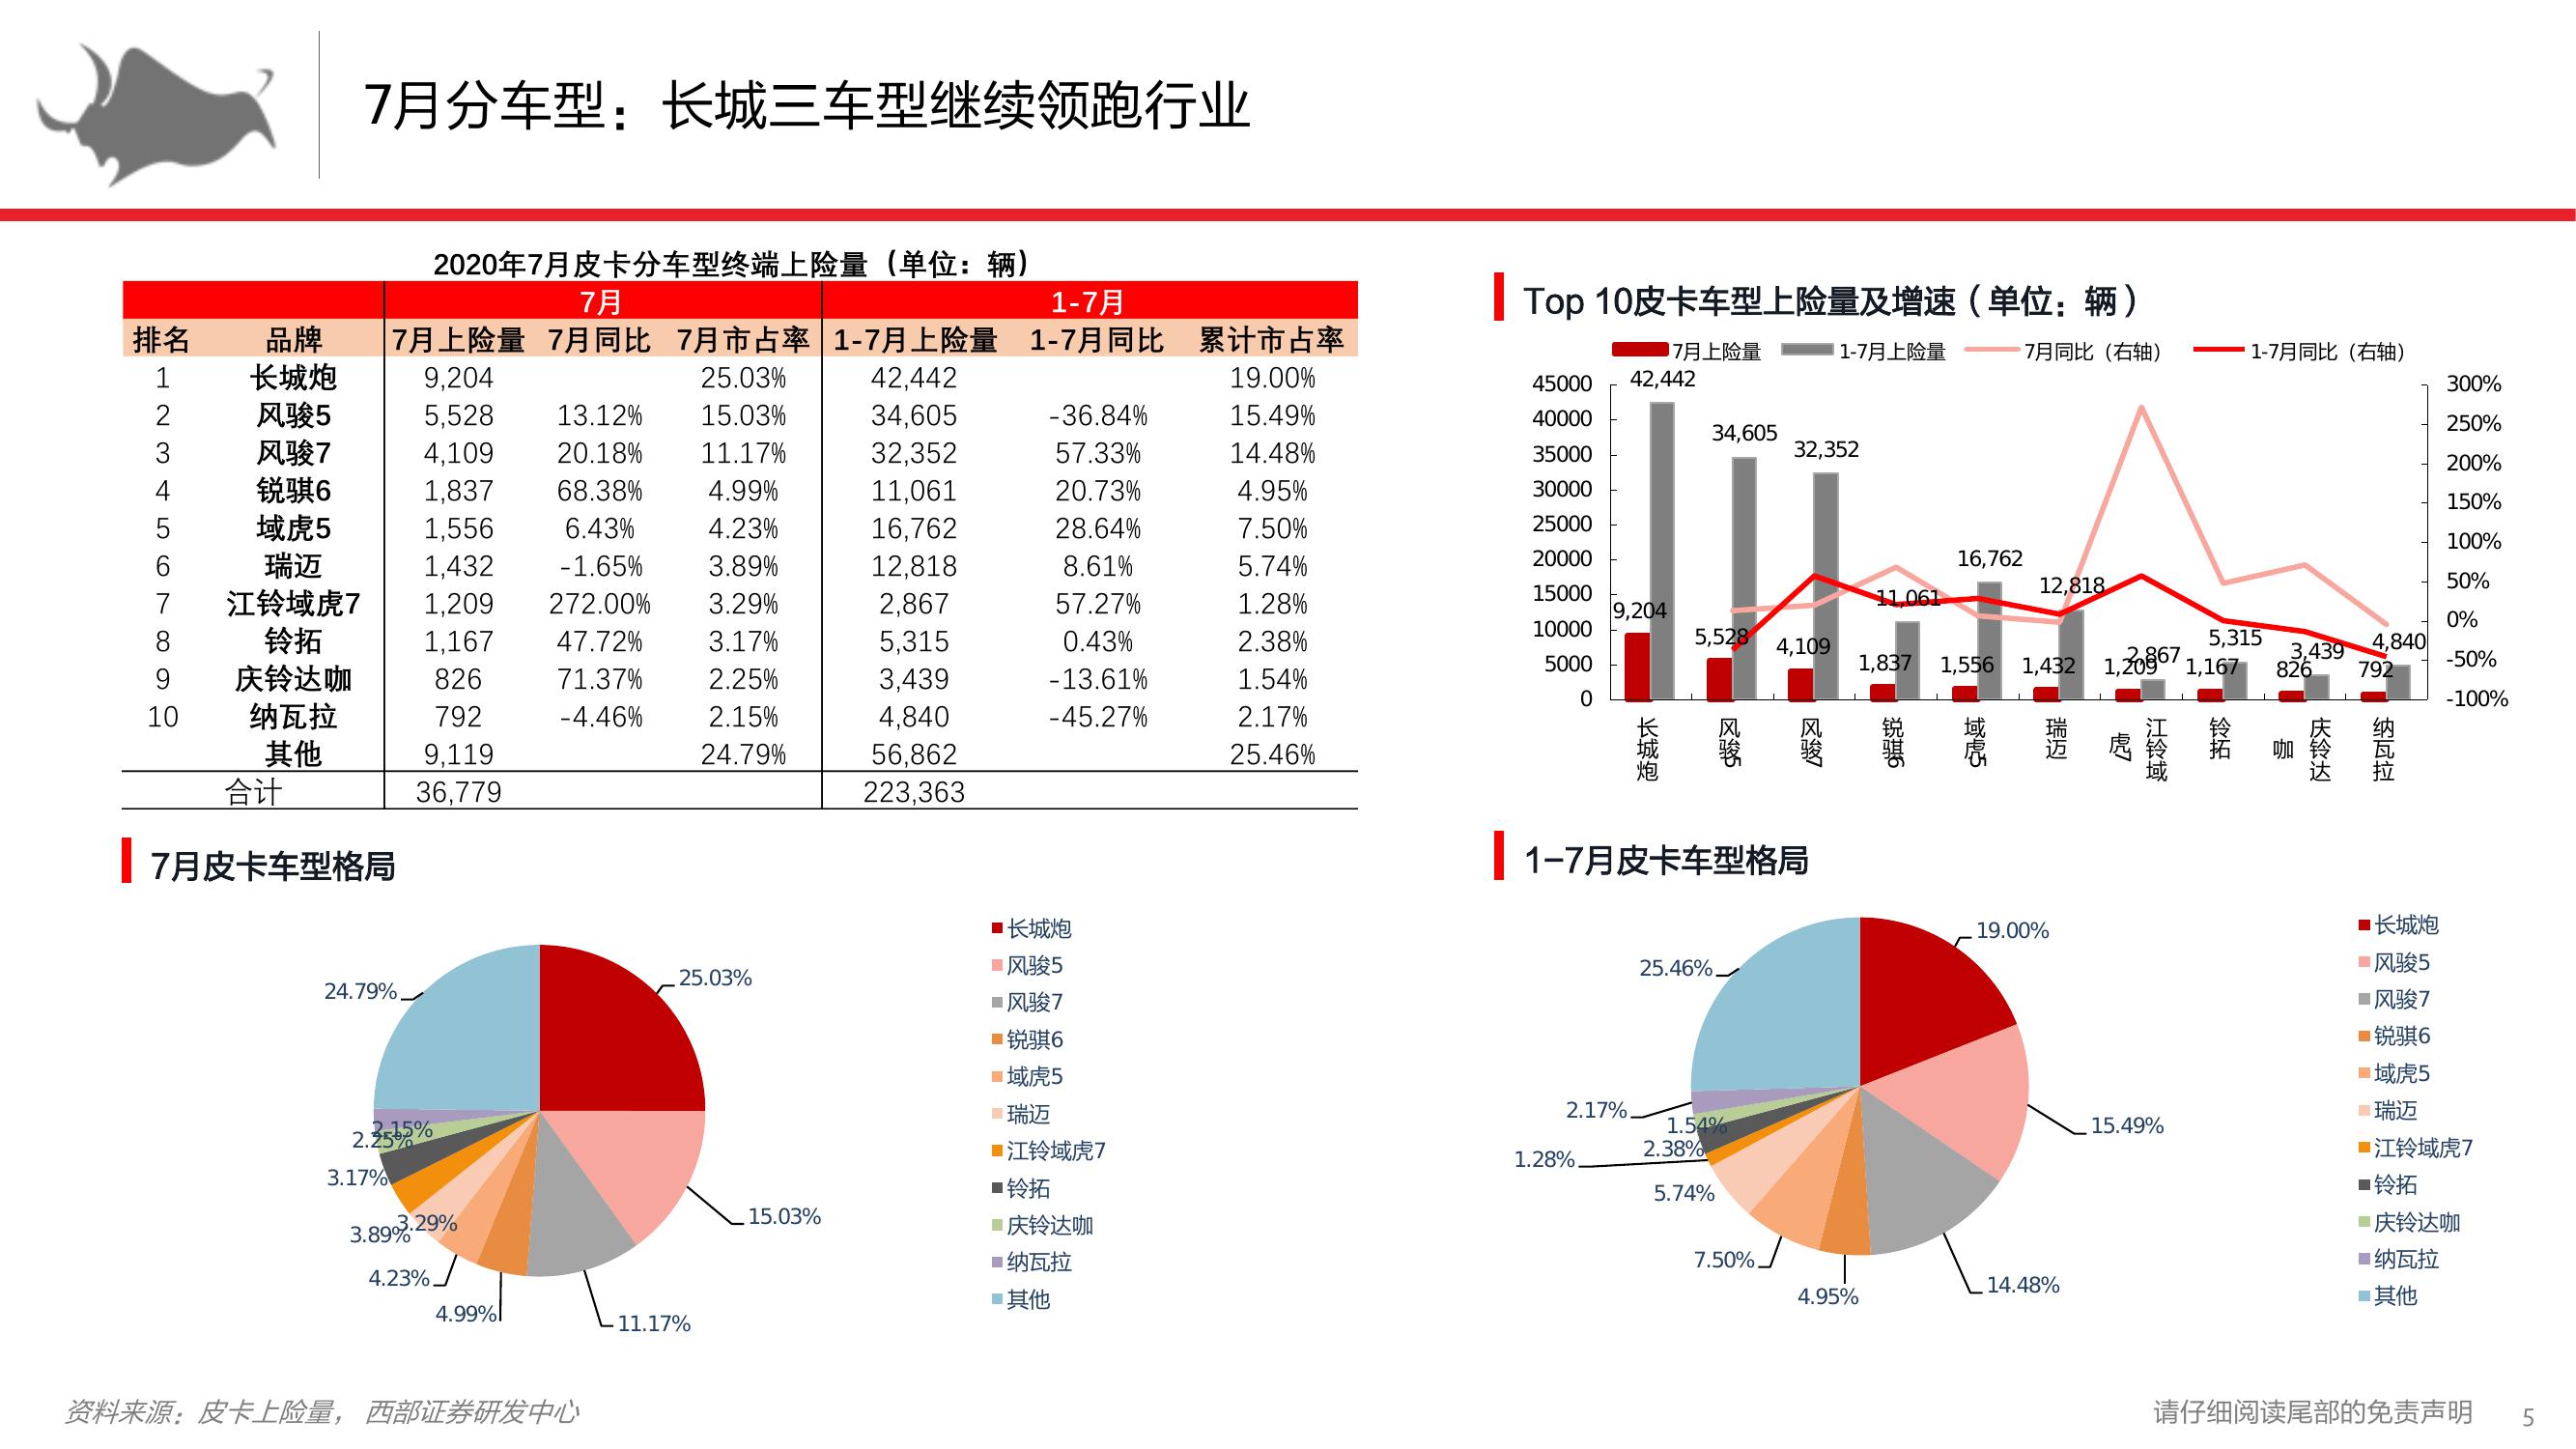 7月分车型：长城三车型继续领跑行业
2020年7月皮卡分车型终端上险量（单位：辆）
7月 1-7月
排名 品牌 7月上险量 7月同比 7月市占率 1-7月上险量 1-7月同比 累计市占率
1 长城炮 9,204 25.03% 42,442 19.00%
2 风骏5 5,528 13.12% 15.03% 34,605 -36.84% 15.49%
3 风骏7 4,109 20.18% 11.17% 32,352 57.33% 14.48%
4 锐骐6 1,837 68.38% 4.99% 11,061 20.73% 4.95%
5 域虎5 1,556 6.43% 4.23% 16,762 28.64% 7.50%
6 瑞迈 1,432 -1.65% 3.89% 12,818 8.61% 5.74%
7 江铃域虎7 1,209 272.00% 3.29% 2,867 57.27% 1.28%
8 铃拓 1,167 47.72% 3.17% 5,315 0.43% 2.38%
9 庆铃达咖 826 71.37% 2.25% 3,439 -13.61% 1.54%
10 纳瓦拉 792 -4.46% 2.15% 4,840 -45.27% 2.17%
其他 9,119 24.79% 56,862 25.46%
合计 36,779 223,363
Top 10皮卡车型上险量及增速（单位：辆）
7月上险量 1-7月上险量 7月同比（右轴） 1-7月同比（右轴）
45000
40000
35000
30000
25000
20000
15000
10000
5000
0
42,442
34,605
32,352
11,061
16,762
12,818
2,867
5,315
3,439
4,840
9,204
5,528
4,109
1,837
1,556
1,432
1,209
1,167
826
792
300%
250%
200%
150%
100%
50%
0%
-50%
-100%
长城炮
风骏5
风骏7
锐骐6
域虎5
瑞迈
江铃域虎7
铃拓
庆铃达咖
纳瓦拉
7月皮卡车型格局
25.03%
15.03%
11.17%
4.99%
4.23%
3.89%
3.29%
3.17%
2.25%
2.15%
24.79%
长城炮
风骏5
风骏7
锐骐6
域虎5
瑞迈
江铃域虎7
铃拓
庆铃达咖
纳瓦拉
其他
1–7月皮卡车型格局
19.00%
15.49%
14.48%
4.95%
7.50%
5.74%
1.28%
2.38%
1.54%
2.17%
25.46%
长城炮
风骏5
风骏7
锐骐6
域虎5
瑞迈
江铃域虎7
铃拓
庆铃达咖
纳瓦拉
其他
资料来源：皮卡上险量， 西部证券研发中心
请仔细阅读尾部的免责声明 5